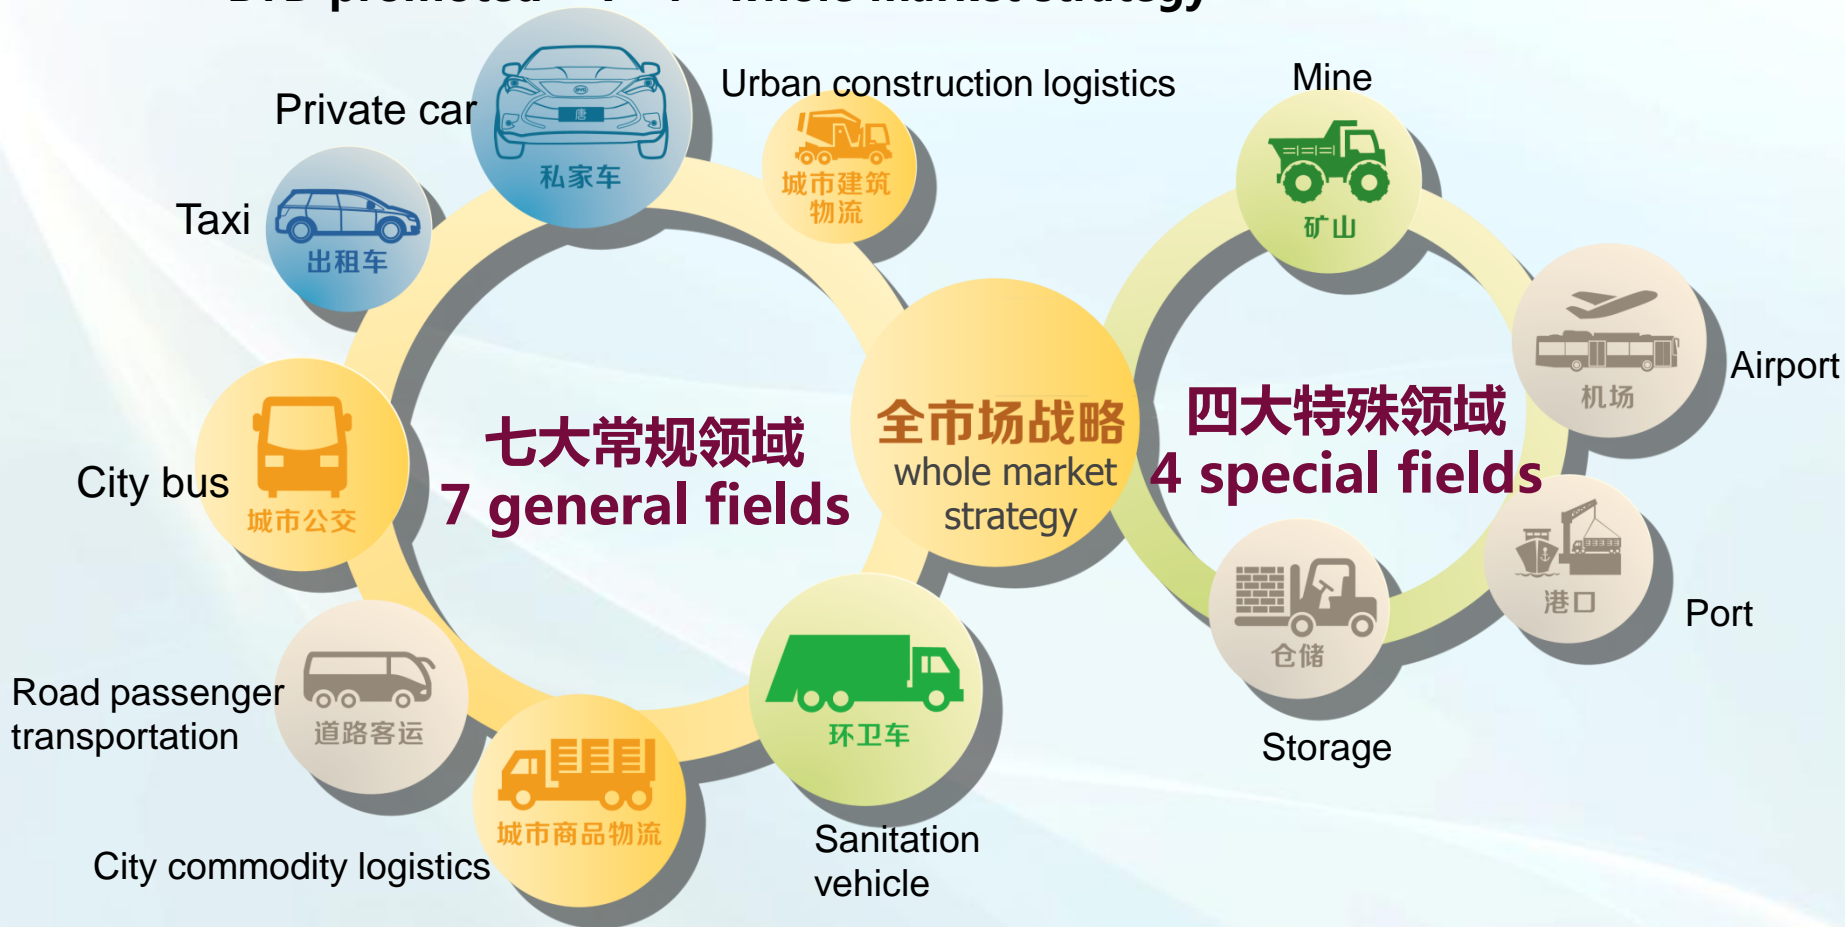 whole market strategy
Private car
私家车
Urban construction logistics
城市建筑
物流
Mine
矿山
Taxi
出租车
机场
Airport
City bus
城市公交
七大常规领域
7 general fields
全市场战略
whole market
strategy
四大特殊领域
4 special fields
港口
Port
仓储
Storage
Road passenger
transportation
道路客运
环卫车
Sanitation
vehicle
City commodity logistics
城市商品物流
唐